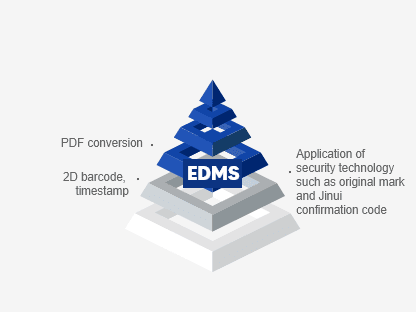 PDF conversion
2D barcode,
timestamp
EDMS
Application of
security technology
such as original mark
and Jinui
confirmation code